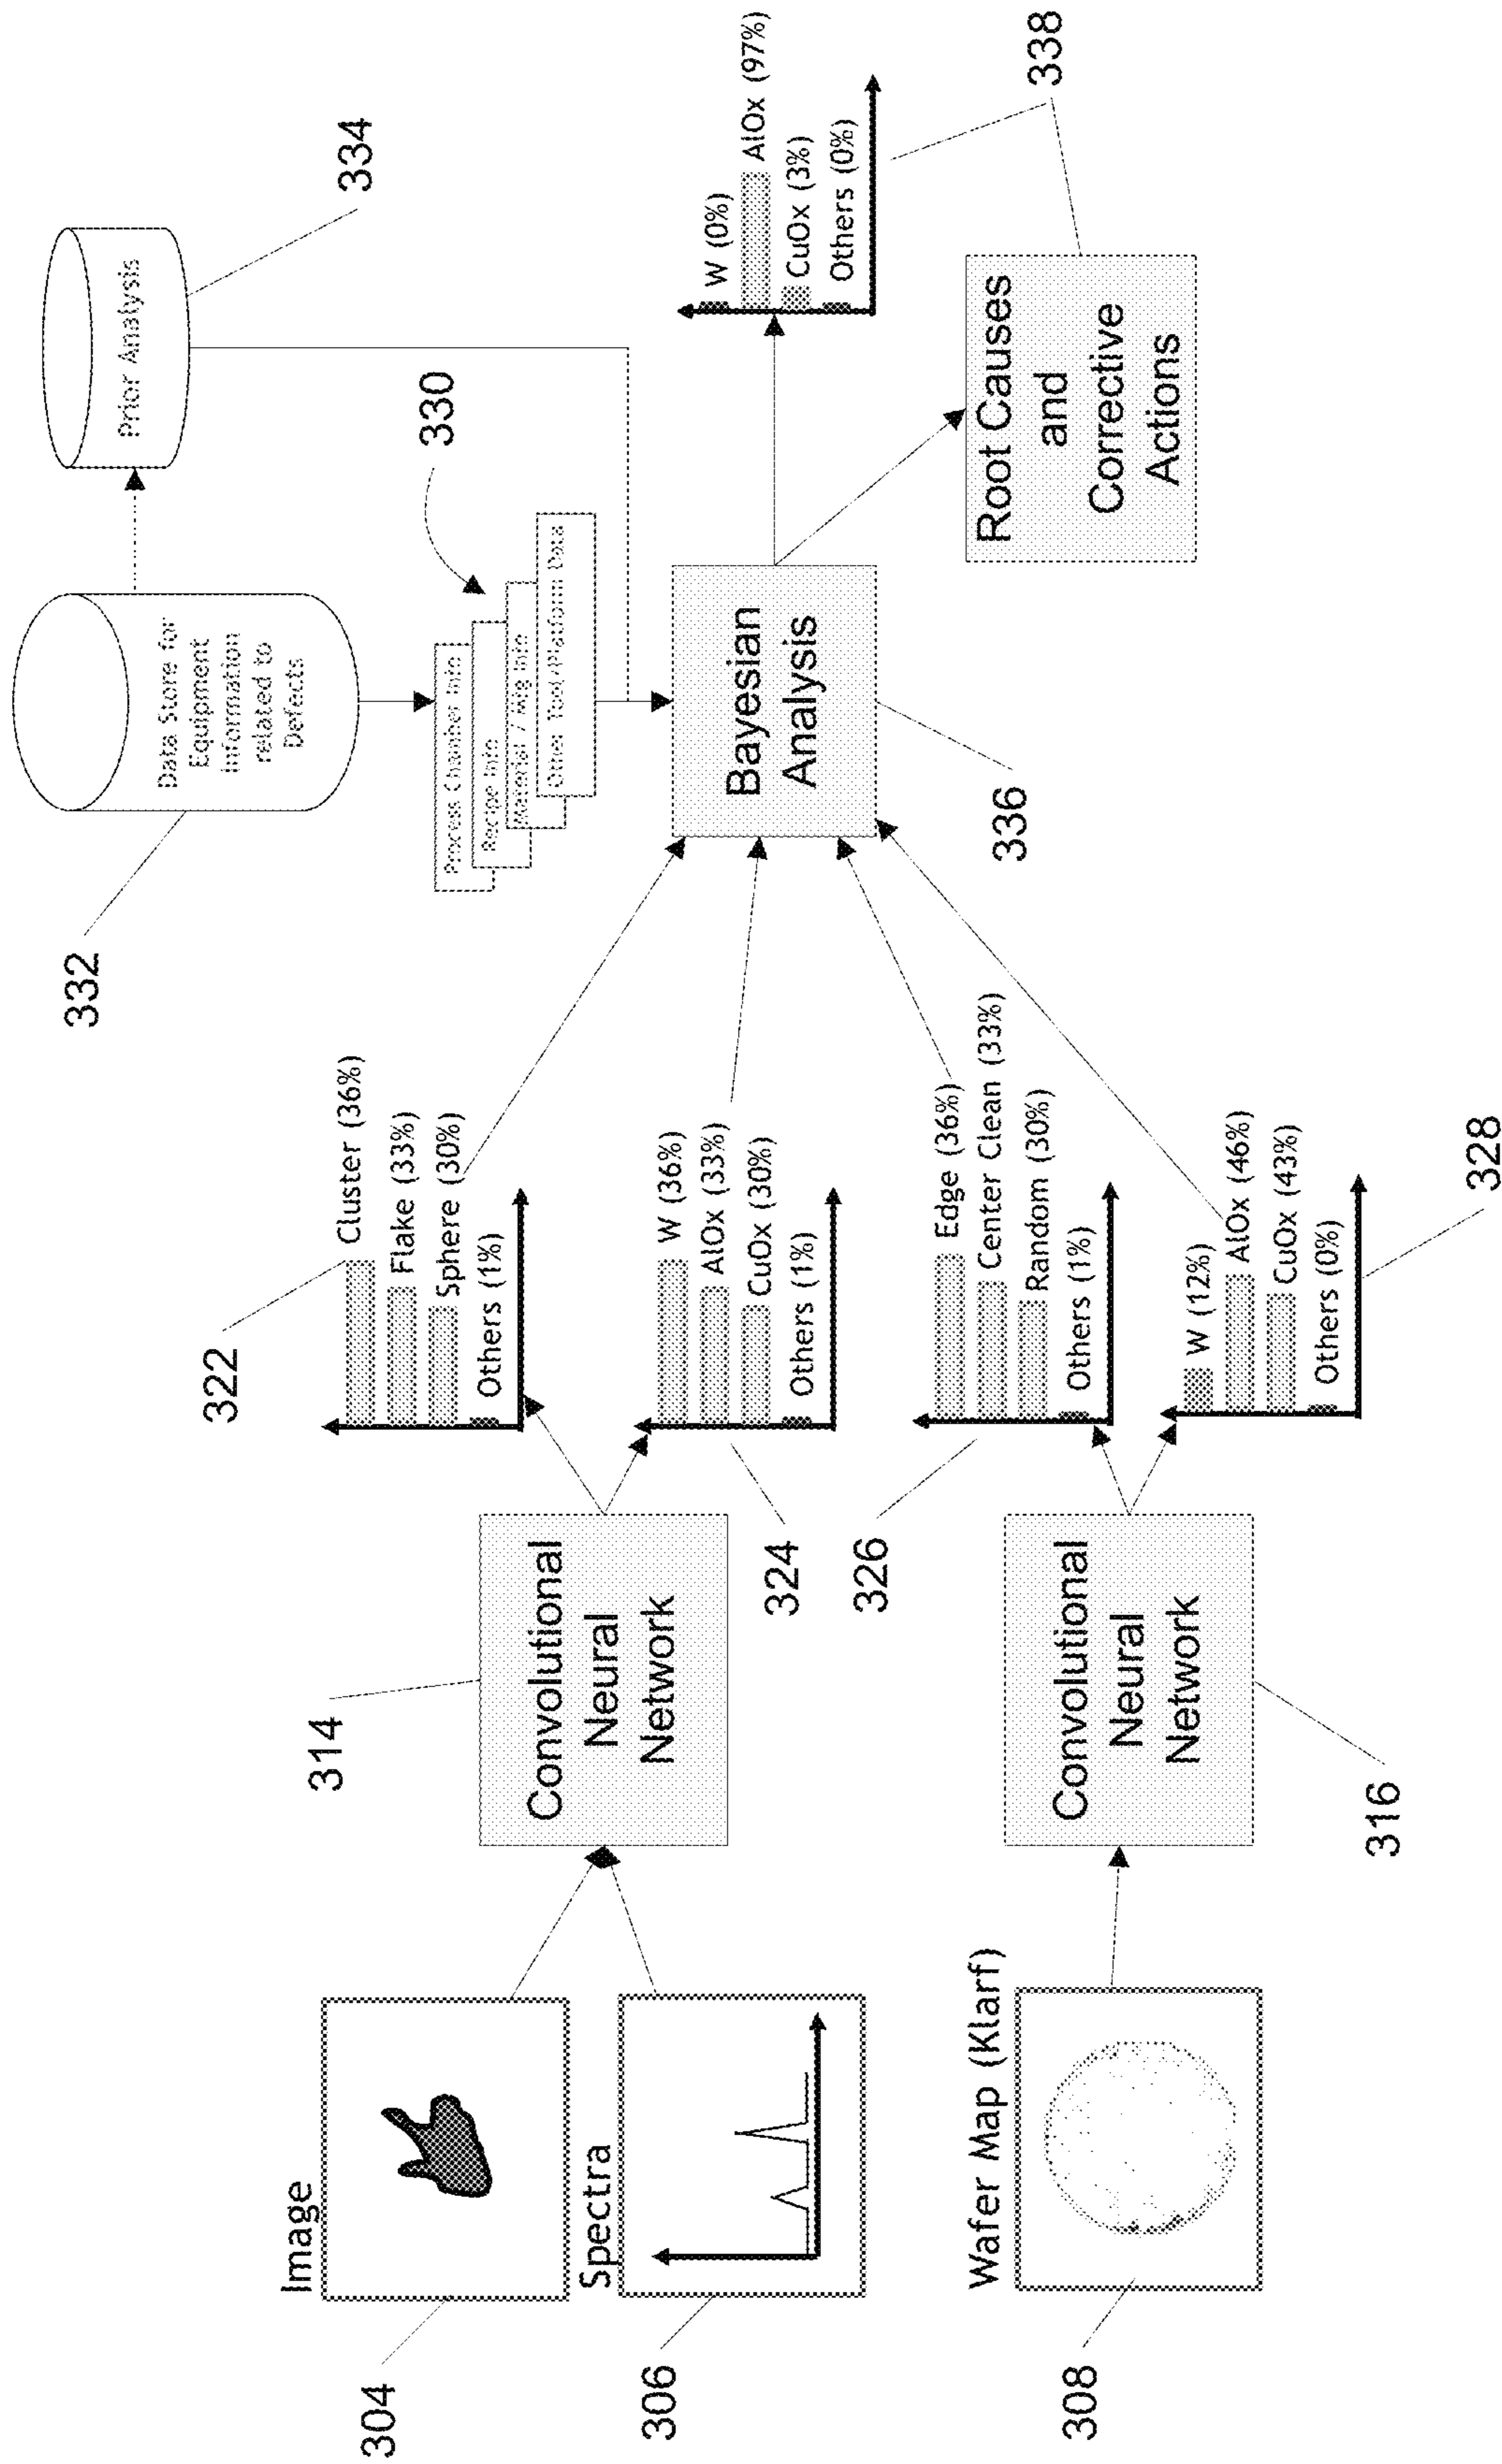 332
Data Store for
Equipment
Information
related to
Defects
Prior Analysis
334
330
Process Chamber Info
Recipe Info
Material / Mfg Info
Other Tool/Platform Data
Image
304
Spectra
306
314
Convolutional
Neural
Network
322
Cluster (36%)
Flake (33%)
Sphere (30%)
Others (1%)
W (36%)
AlOx (33%)
CuOx (30%)
Others (1%)
324
Bayesian
Analysis
336
W (0%)
AlOx (97%)
CuOx (3%)
Others (0%)
338
Root Causes
and
Corrective
Actions
326
Edge (36%)
Center Clean (33%)
Random (30%)
Others (1%)
Wafer Map (Klarf)
308
Convolutional
Neural
Network
316
W (12%)
AlOx (46%)
CuOx (43%)
Others (0%)
328